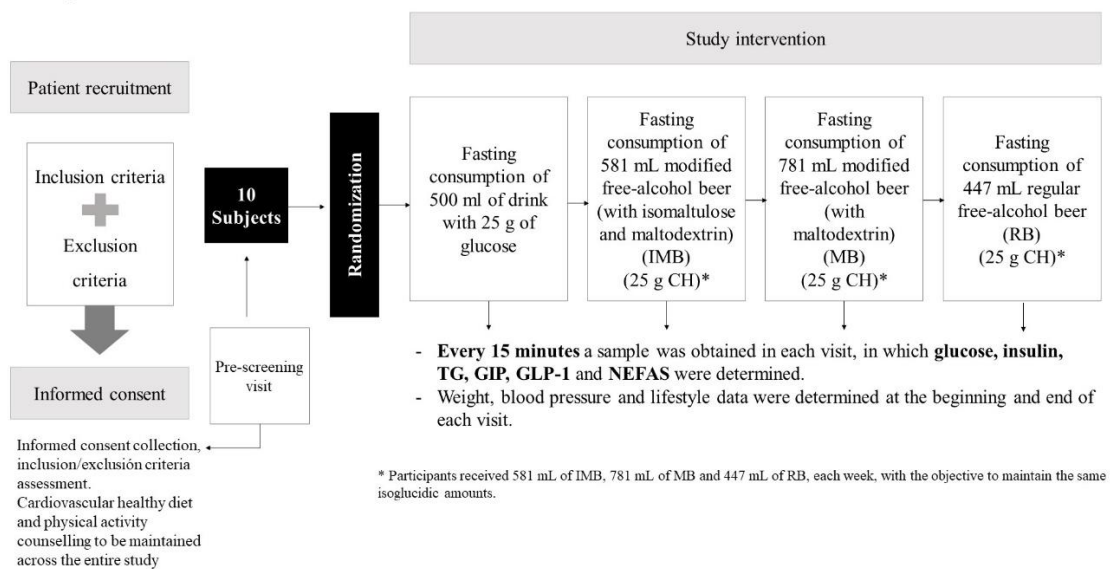 Study intervention
Patient recruitment
Inclusion criteria
Exclusion
criteria
Informed consent
Informed consent collection,
inclusion/exclusión criteria
assessment.
Cardiovascular healthy diet
and physical activity
counselling to be maintained
across the entire study
10
Subjects
Pre-screening
visit
Randomization
Fasting
consumption of
500 ml of drink
with 25 g of
glucose
Fasting
consumption of
581 mL modified
free-alcohol beer
(with isomaltulose
and maltodextrin)
(IMB)
(25 g CH)*
Fasting
consumption of
781 mL modified
free-alcohol beer
(with
maltodextrin)
(MB)
(25 g CH)*
Fasting
consumption of
447 mL regular
free-alcohol beer
(RB)
(25 g CH)*
- Every 15 minutes a sample was obtained in each visit, in which glucose, insulin,
TG, GIP, GLP-1 and NEFAS were determined.
- Weight, blood pressure and lifestyle data were determined at the beginning and end of
each visit.
* Participants received 581 mL of IMB, 781 mL of MB and 447 mL of RB, each week, with the objective to maintain the same
isoglucidic amounts.